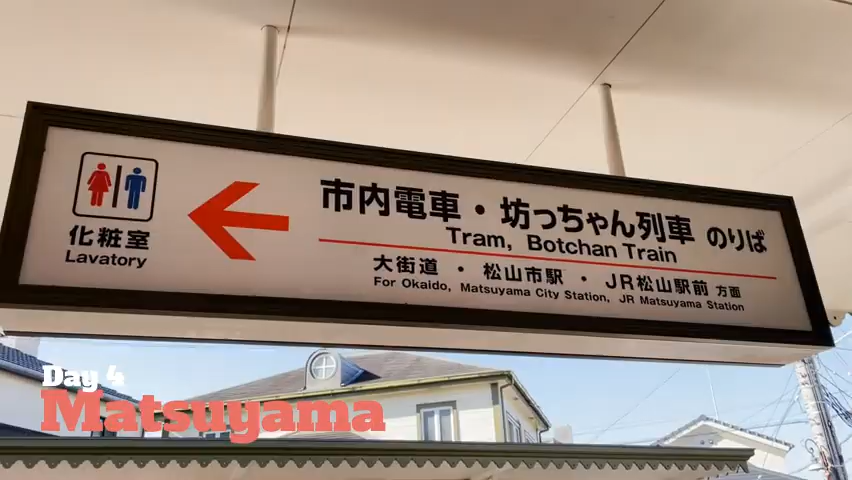 市内電車・坊っちゃん列車 のりば
Tram, Botchan Train
大街道 ・ 松山市駅 ・ JR松山駅前 方面
For Okaido, Matsuyama City Station, JR Matsuyama Station
化粧室
Lavatory
Day 4
Matsuyama